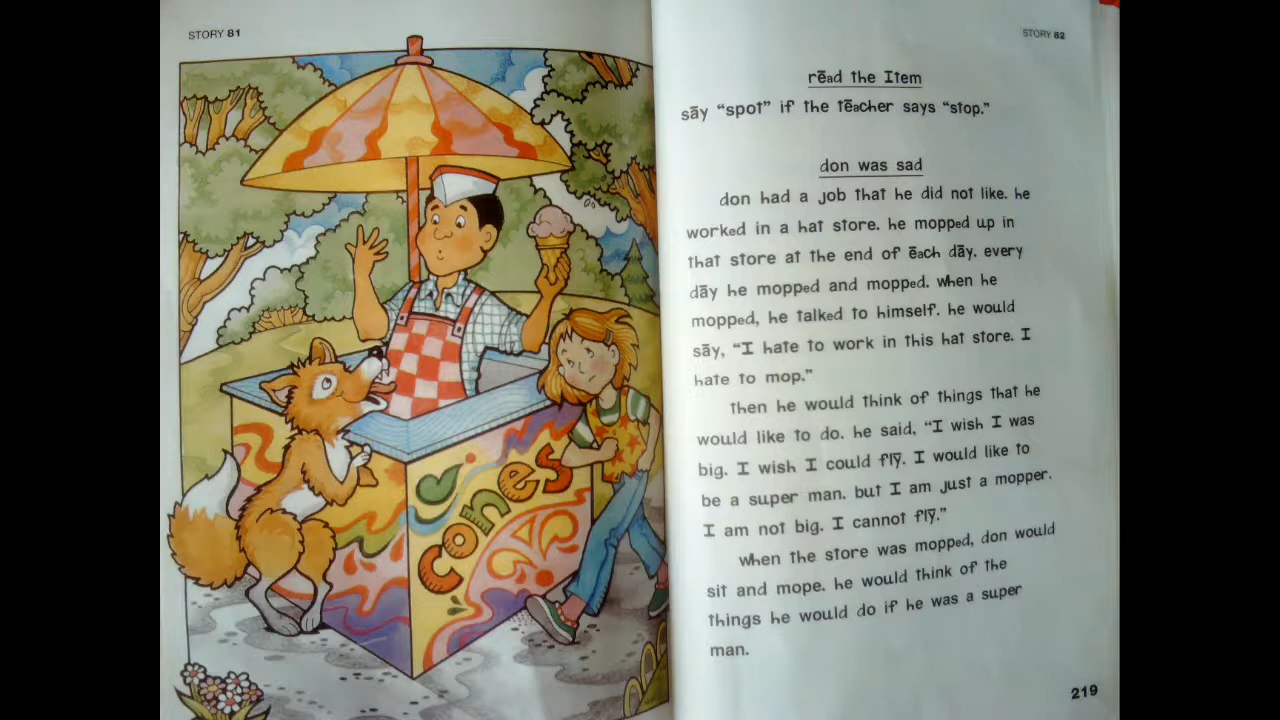 STORY 81
cones
STORY 82
rēad the Item
sāy “spot” if the tēacher says “stop.”
don was sad
don had a job that he did not like. he
worked in a hat store. he mopped up in
that store at the end of ēach dāy. every
dāy he mopped and mopped. when he
mopped, he talked to himself. he would
sāy, “I hate to work in this hat store. I
hate to mop.”
then he would think of things that he
would like to do. he said, “I wish I was
big. I wish I could flȳ. I would like to
be a super man. but I am just a mopper.
I am not big. I cannot flȳ.”
when the store was mopped, don would
sit and mope. he would think of the
things he would do if he was a super
man.
219